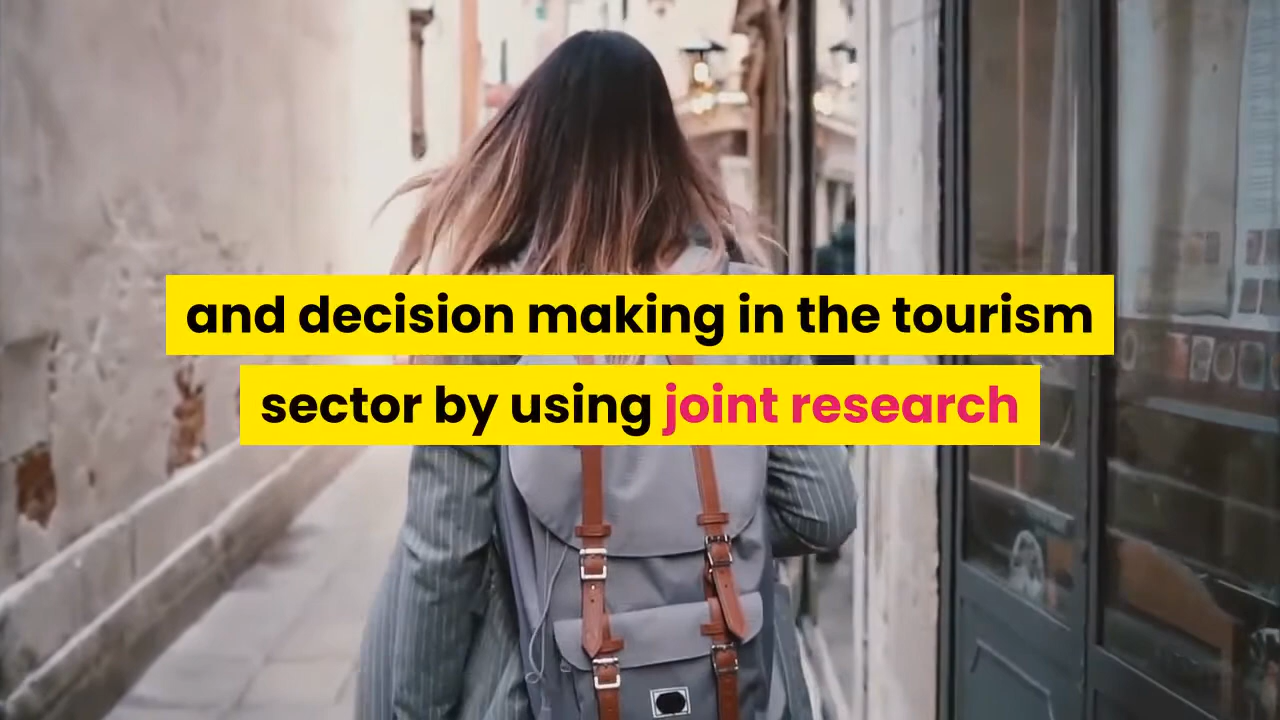 and decision making in the tourism
sector by using joint research